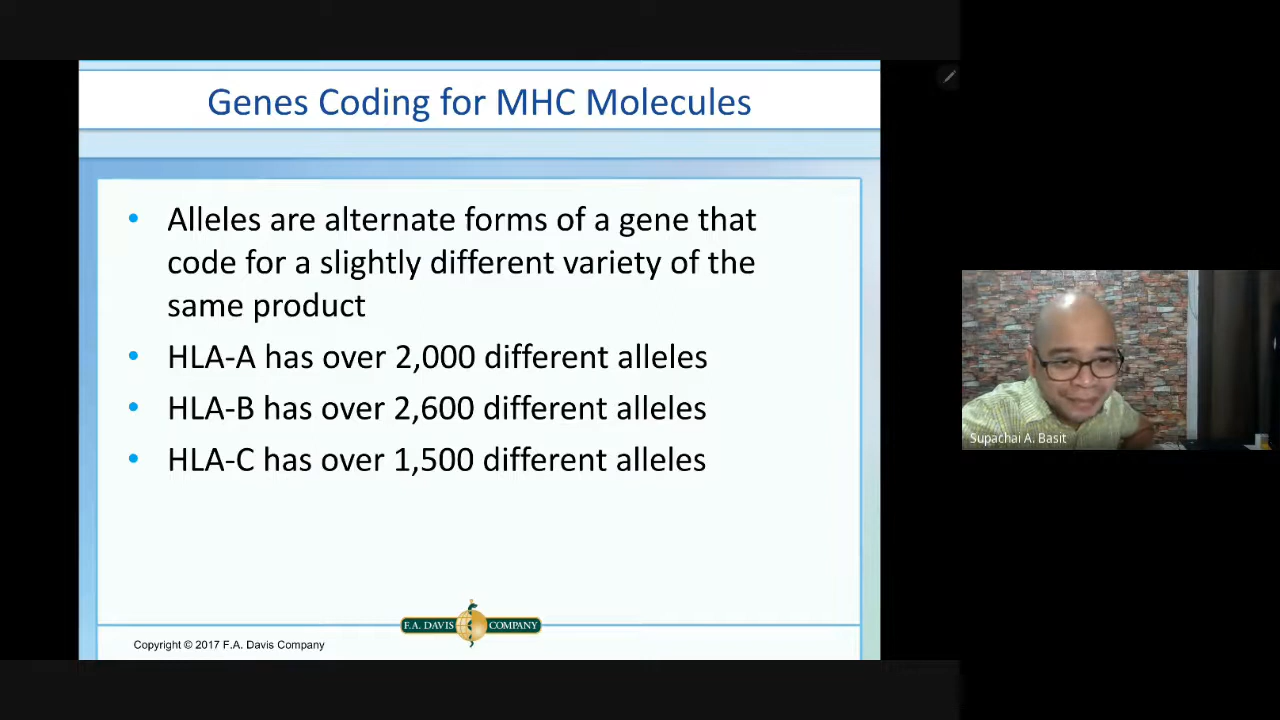 Genes Coding for MHC Molecules
• Alleles are alternate forms of a gene that
code for a slightly different variety of the
same product
• HLA-A has over 2,000 different alleles
• HLA-B has over 2,600 different alleles
• HLA-C has over 1,500 different alleles
F.A. DAVIS COMPANY
Copyright © 2017 F.A. Davis Company
Supachai A. Basit